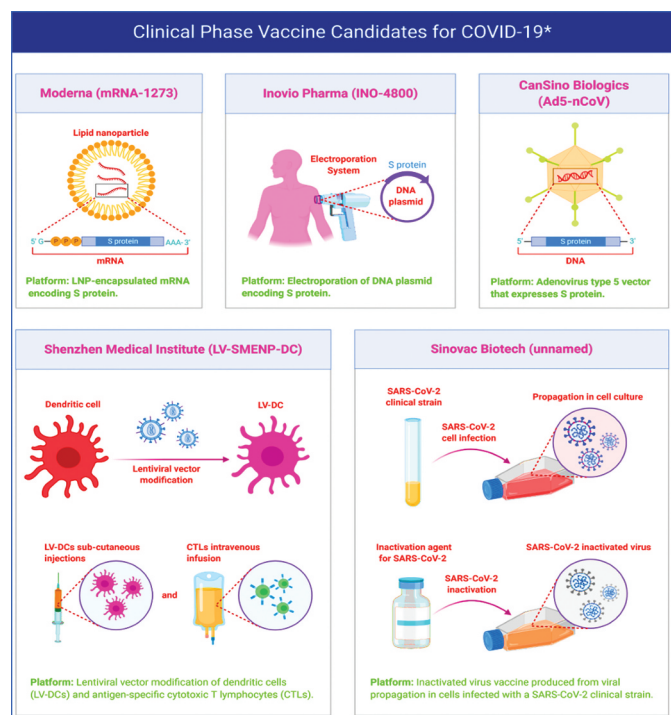 Clinical Phase Vaccine Candidates for COVID-19*
Moderna (mRNA-1273)
Lipid nanoparticle
5' G
P P P
S protein
AAA- 3'
mRNA
Platform: LNP-encapsulated mRNA
encoding S protein.
Inovio Pharma (INO-4800)
Electroporation
System
S protein
DNA
plasmid
Platform: Electroporation of DNA plasmid
encoding S protein.
CanSino Biologics
(Ad5-nCoV)
5'-
S protein
-3'
DNA
Platform: Adenovirus type 5 vector
that expresses S protein.
Shenzhen Medical Institute (LV-SMENP-DC)
Dendritic cell
LV-DC
Lentiviral vector
modification
LV-DCs sub-cutaneous
injections
and
CTLs intravenous
infusion
Platform: Lentiviral vector modification of dendritic cells
(LV-DCs) and antigen-specific cytotoxic T lymphocytes (CTLs).
Sinovac Biotech (unnamed)
SARS-CoV-2
clinical strain
SARS-CoV-2
cell infection
Propagation in cell culture
Inactivation agent
for SARS-CoV-2
SARS-CoV-2
inactivation
SARS-CoV-2 inactivated virus
Platform: Inactivated virus vaccine produced from viral
propagation in cells infected with a SARS-CoV-2 clinical strain.